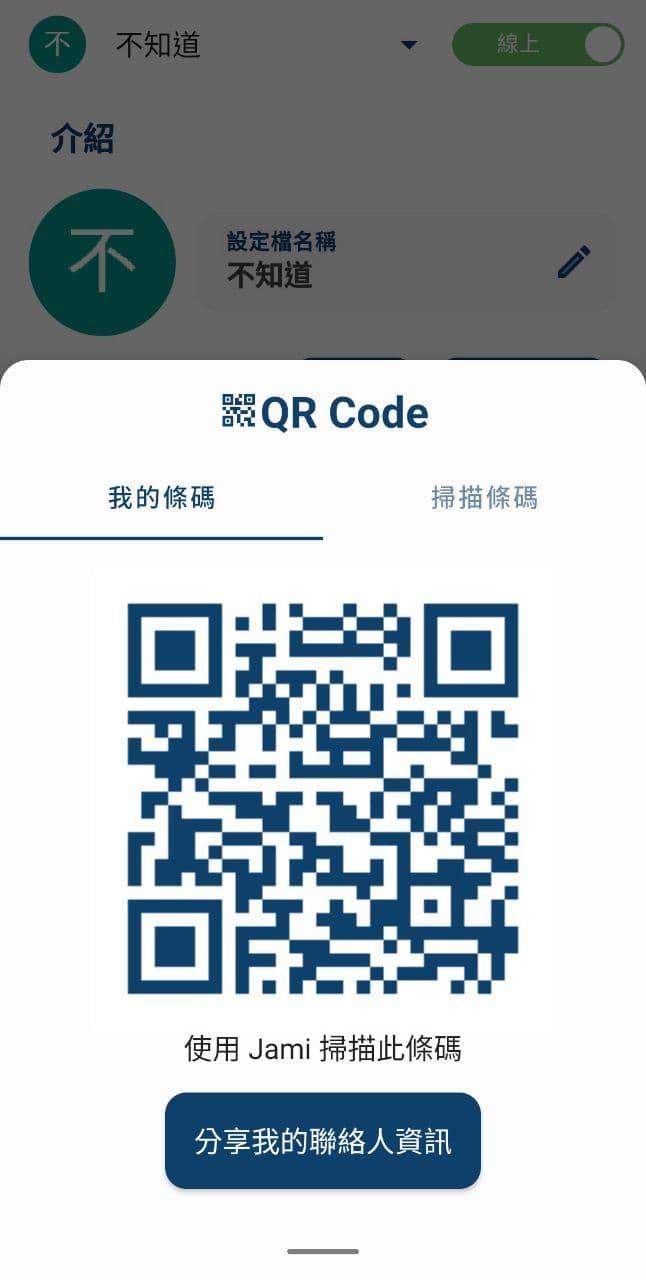 不 不知道 線上
介紹
不
設定檔名稱
不知道
QR Code
我的條碼 掃描條碼
使用 Jami 掃描此條碼
分享我的聯絡人資訊